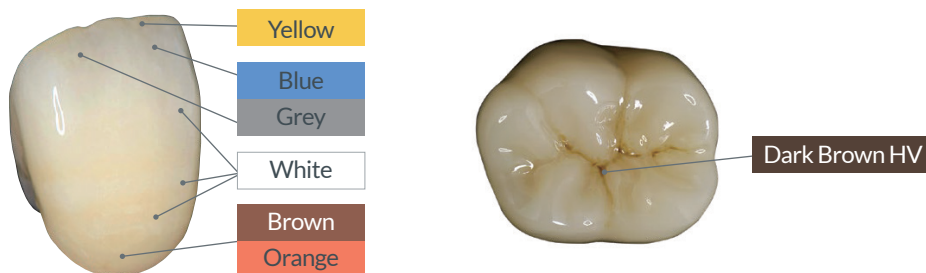 Yellow
Blue
Grey
White
Brown
Orange
Dark Brown HV